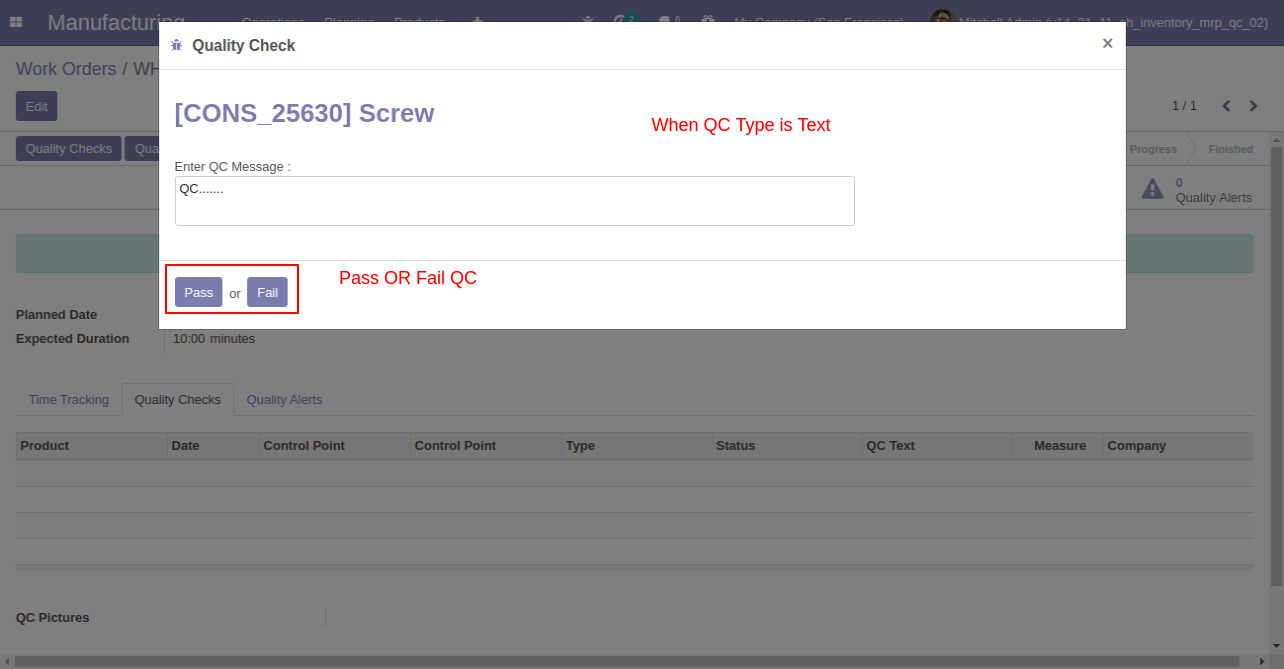 Manufacturing Operations Planning Products 2 6 My Company (San Francisco) Mitchell Admin (v14_21_11_sh_inventory_mrp_qc_02)
Quality Check ×
Work Orders / WH
Edit
1 / 1
[CONS_25630] Screw
When QC Type is Text
Quality Checks
Progress Finished
Enter QC Message :
QC.......
0
Quality Alerts
Pass OR Fail QC
Pass or Fail
Planned Date
Expected Duration 10:00 minutes
Time Tracking Quality Checks Quality Alerts
Product Date Control Point Control Point Type Status QC Text Measure Company
QC Pictures